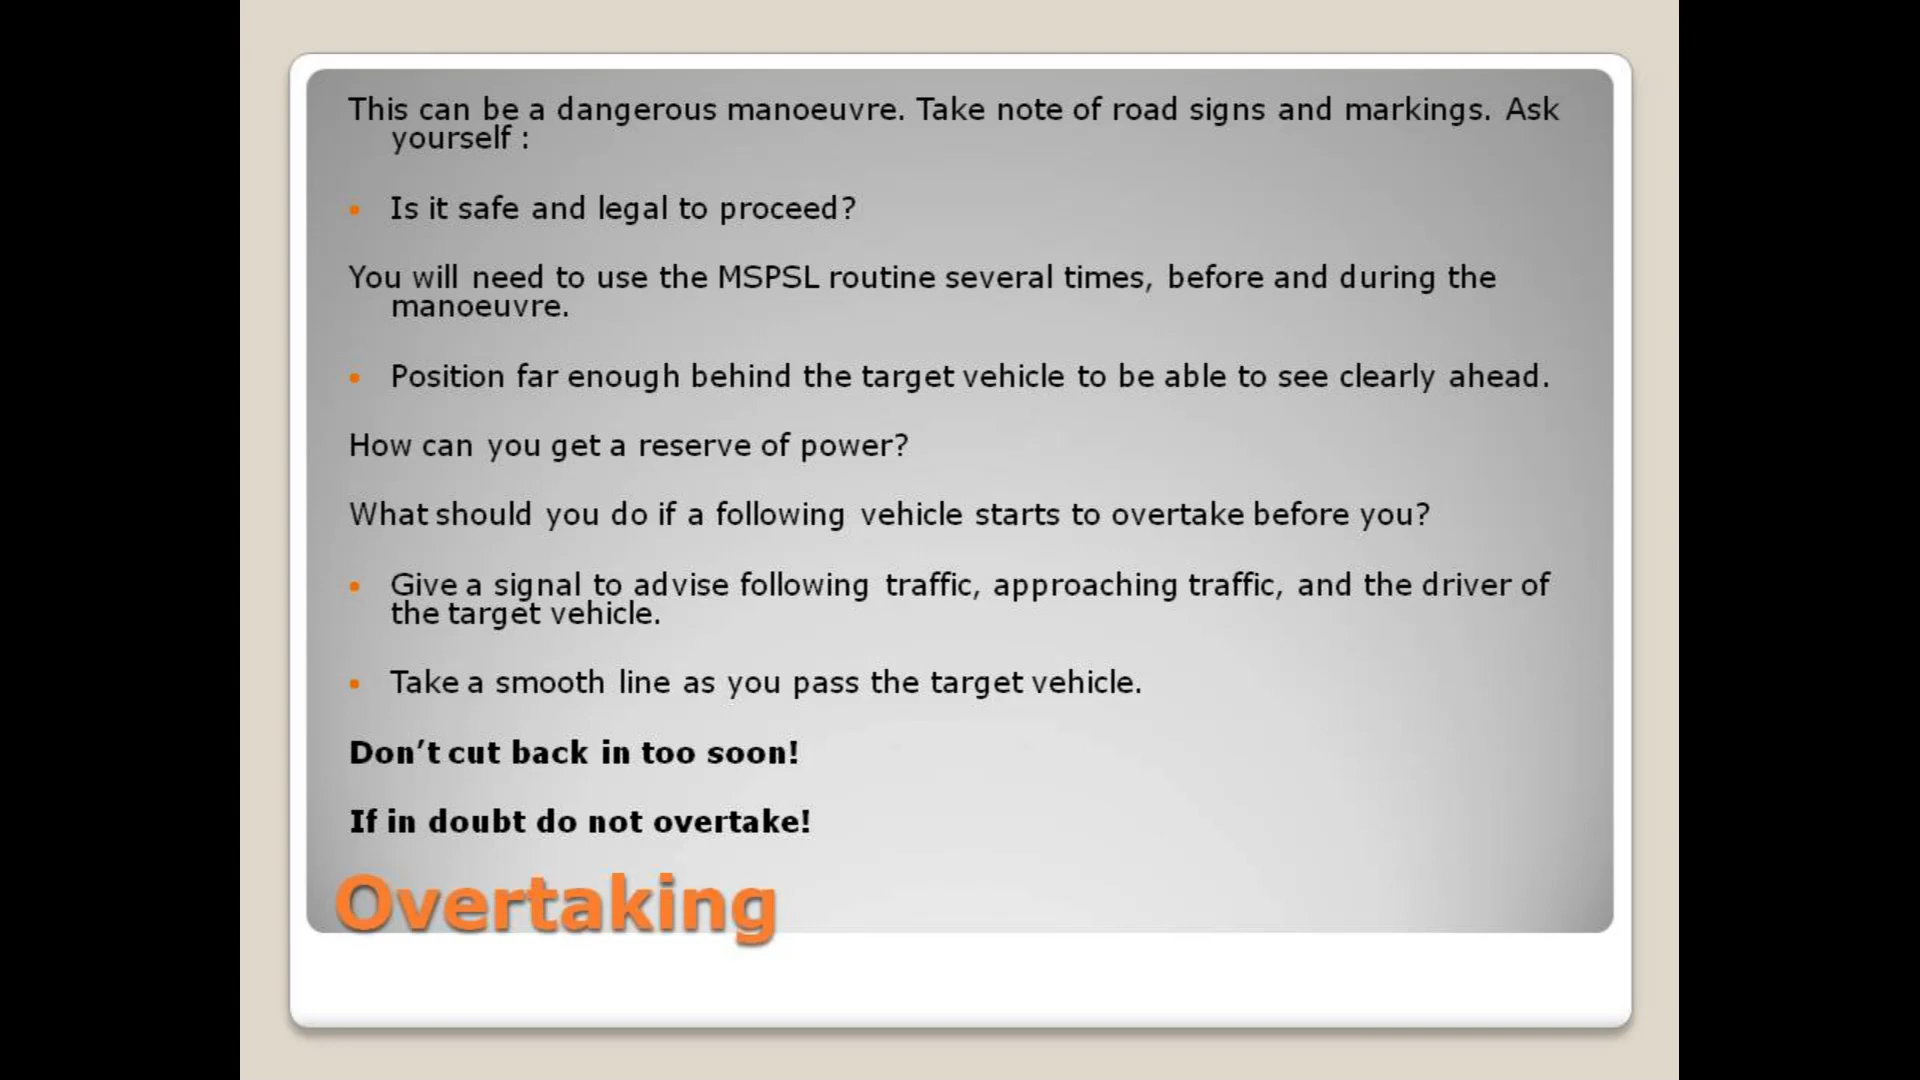 This can be a dangerous manoeuvre. Take note of road signs and markings. Ask
yourself :
▪ Is it safe and legal to proceed?
You will need to use the MSPSL routine several times, before and during the
manoeuvre.
▪ Position far enough behind the target vehicle to be able to see clearly ahead.
How can you get a reserve of power?
What should you do if a following vehicle starts to overtake before you?
▪ Give a signal to advise following traffic, approaching traffic, and the driver of
the target vehicle.
▪ Take a smooth line as you pass the target vehicle.
Don’t cut back in too soon!
If in doubt do not overtake!
Overtaking